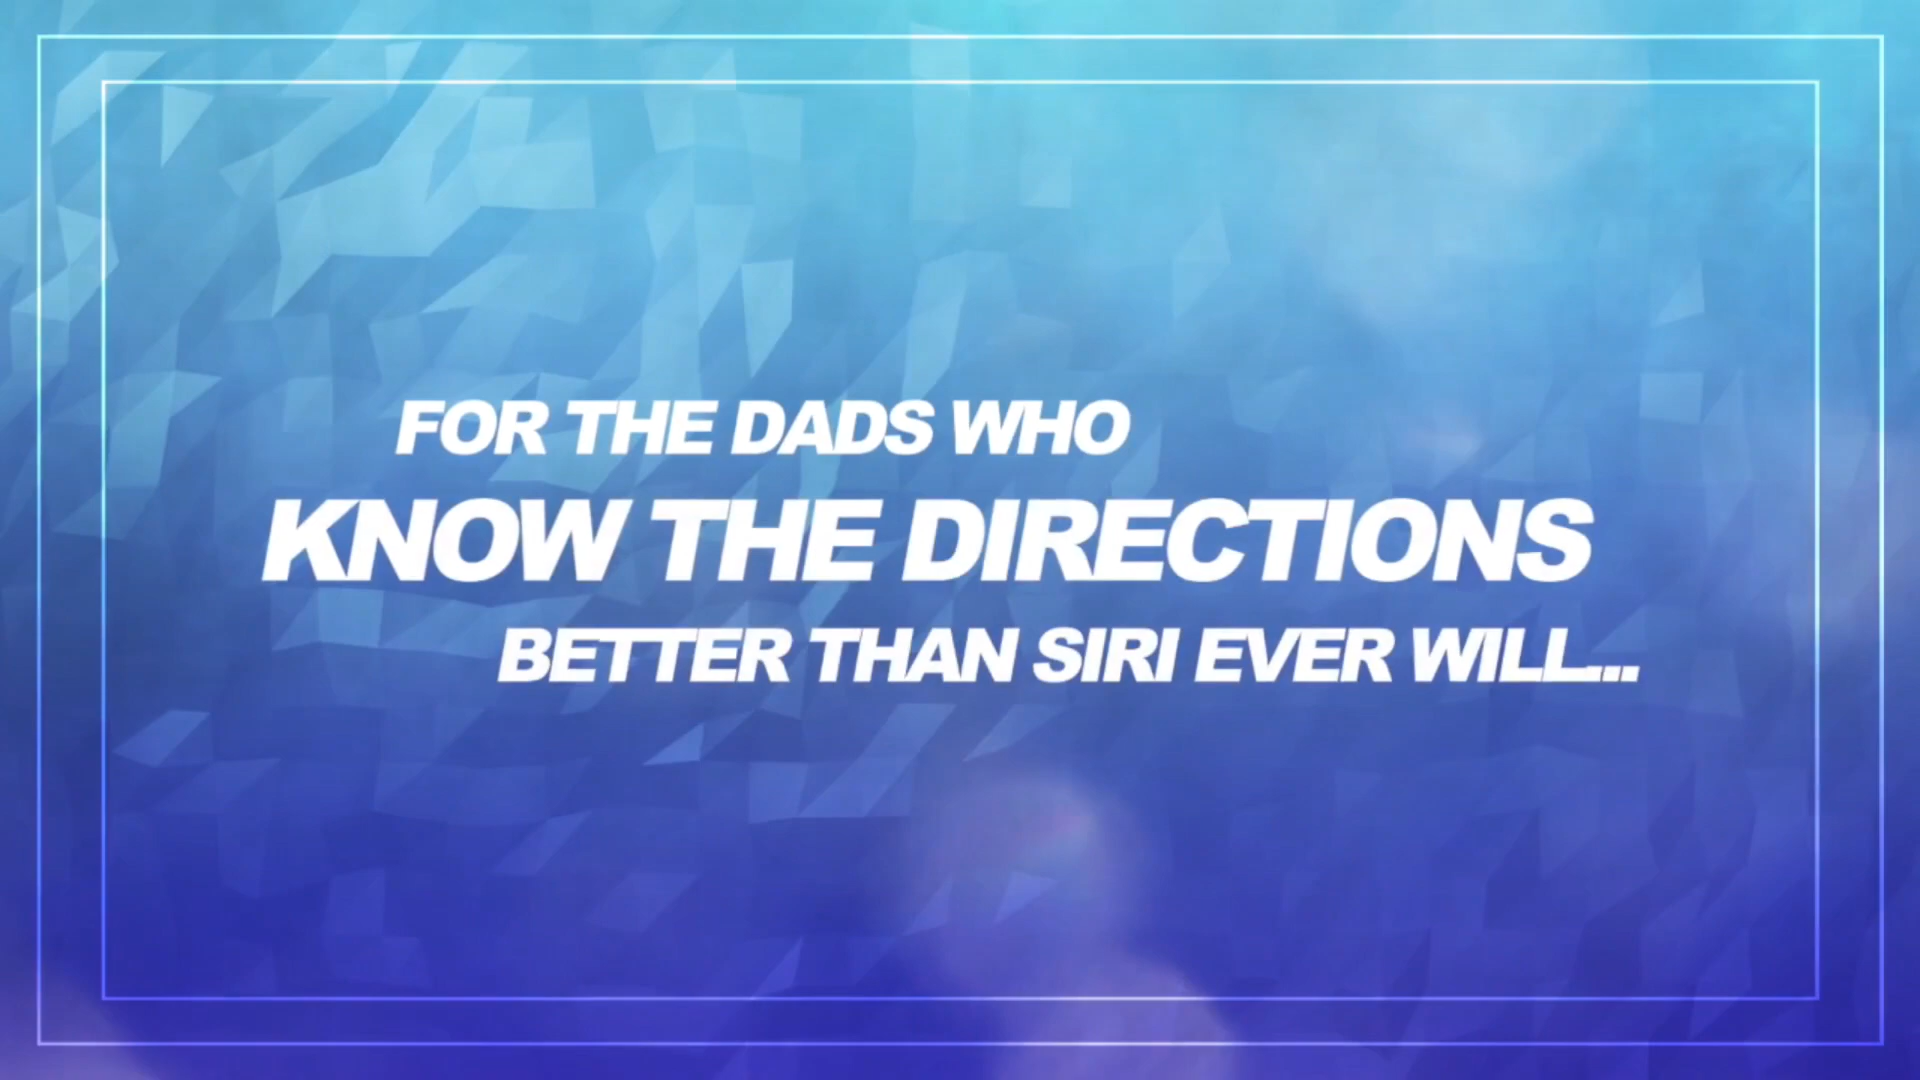 FOR THE DADS WHO
KNOW THE DIRECTIONS
BETTER THAN SIRI EVER WILL...